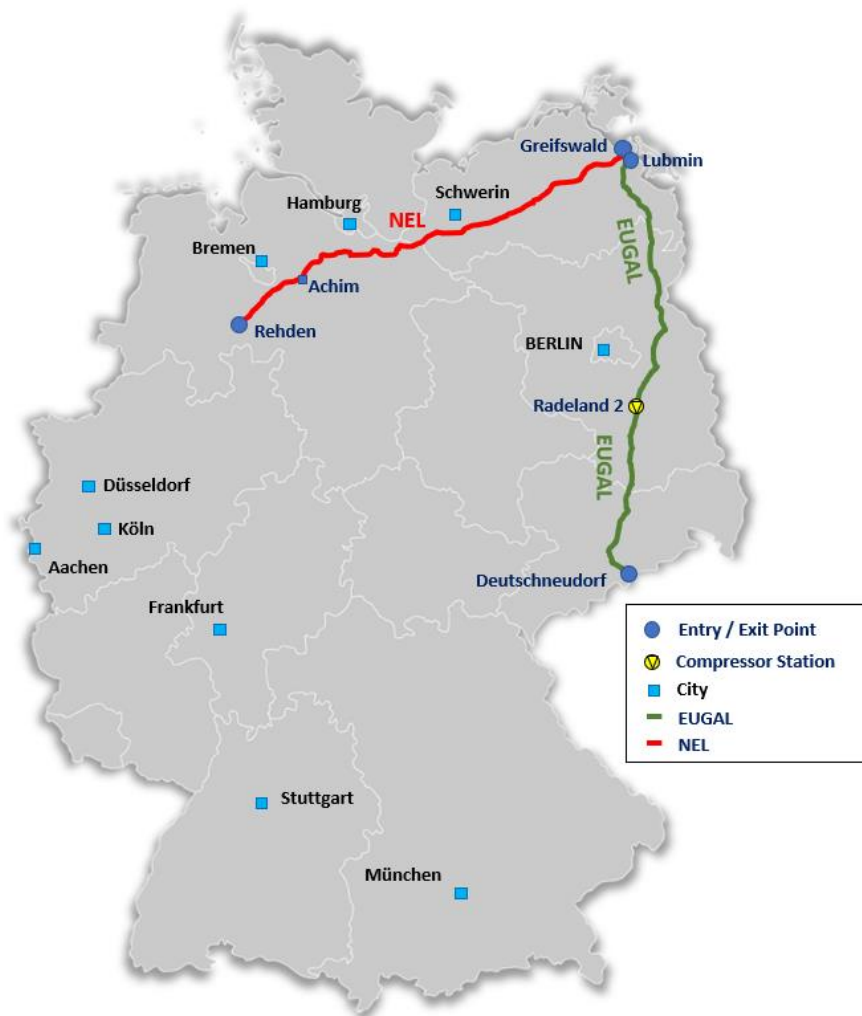 Greifswald
Lubmin
Schwerin
Hamburg
NEL
Bremen
EUGAL
Achim
Rehden
BERLIN
Radeland 2
EUGAL
Düsseldorf
Köln
Aachen
Deutschneudorf
Frankfurt
Entry / Exit Point
Compressor Station
City
EUGAL
NEL
Stuttgart
München